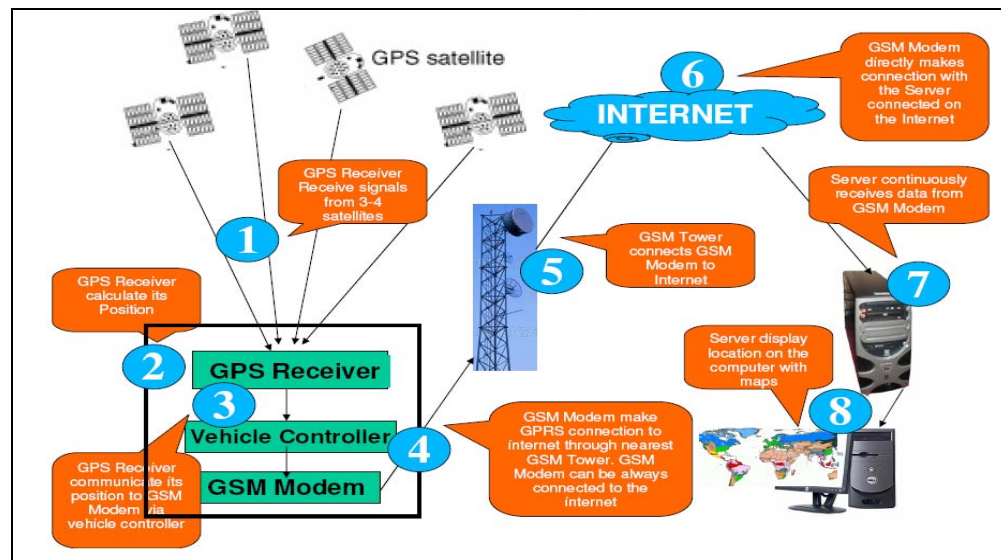 GPS satellite
6
INTERNET
GSM Modem
directly makes
connection with
the Server
connected on
the Internet
GPS Receiver
Receive signals
from 3-4
satellites
1
Server continuously
receives data from
GSM Modem
GSM Tower
connects GSM
Modem to
Internet
5
7
GPS Receiver
calculate its
Position
2
GPS Receiver
3
Vehicle Controller
GSM Modem
4
GPS Receiver
communicate its
position to GSM
Modem via
vehicle controller
GSM Modem make
GPRS connection to
internet through nearest
GSM Tower. GSM
Modem can be always
connected to the
internet
Server display
location on the
computer with
maps
8